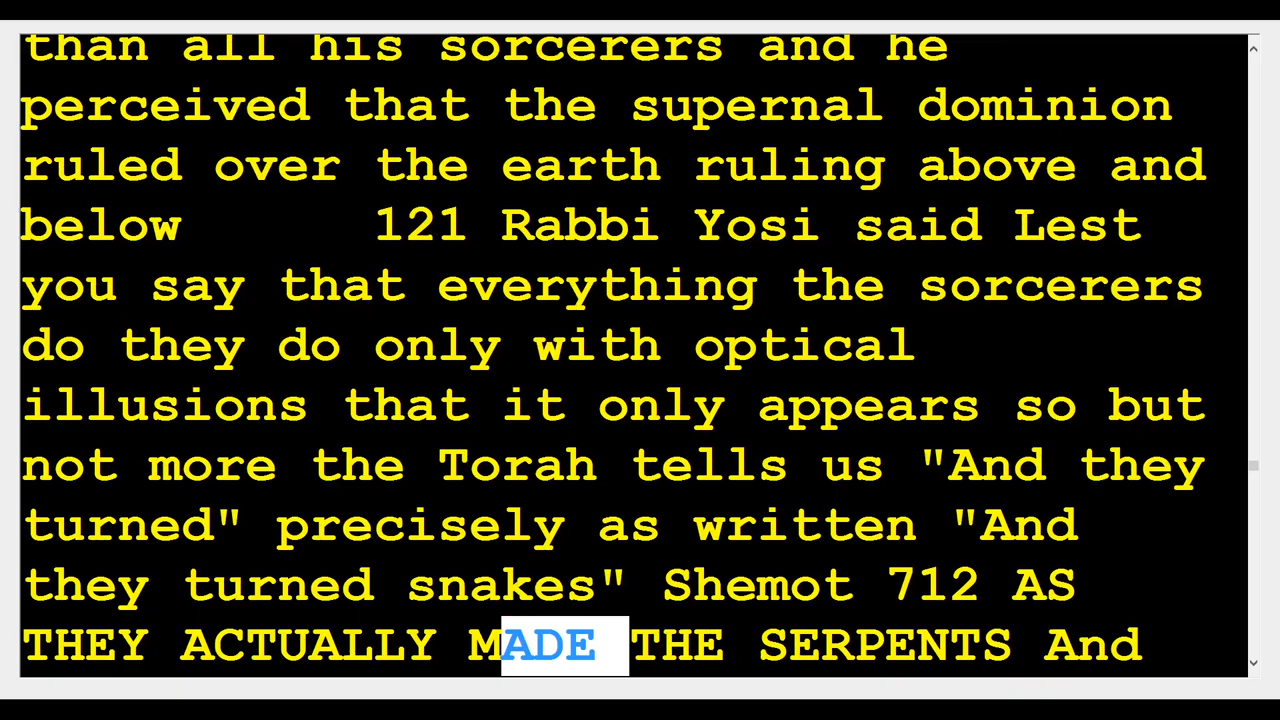 than all his sorcerers and he
perceived that the supernal dominion
ruled over the earth ruling above and
below 121 Rabbi Yosi said Lest
you say that everything the sorcerers
do they do only with optical
illusions that it only appears so but
not more the Torah tells us "And they
turned" precisely as written "And
they turned snakes" Shemot 712 AS
THEY ACTUALLY MADE THE SERPENTS And